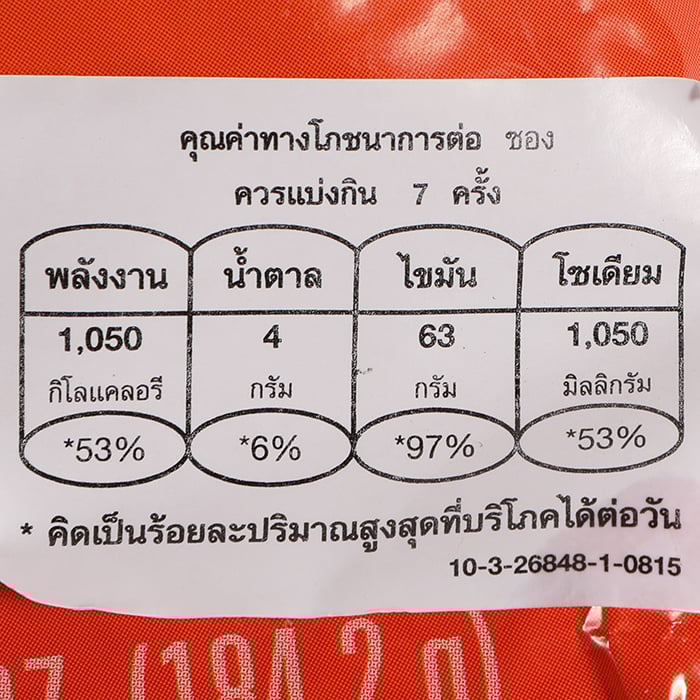 คุณค่าทางโภชนาการต่อ ซอง
ควรแบ่งกิน 7 ครั้ง
พลังงาน น้ำตาล ไขมัน โซเดียม
1,050 4 63 1,050
กิโลแคลอรี กรัม กรัม มิลลิกรัม
*53% *6% *97% *53%
* คิดเป็นร้อยละปริมาณสูงสุดที่บริโภคได้ต่อวัน
10-3-26848-1-0815
(194.2 g)